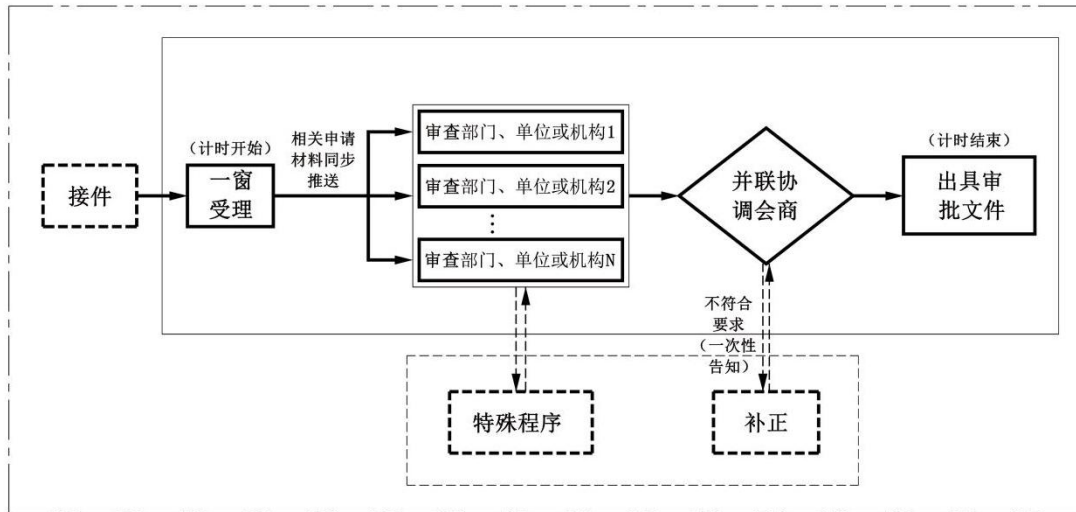 接件
（计时开始）
一窗
受理
相关申请
材料同步
推送
审查部门、单位或机构1
审查部门、单位或机构2
⋮
审查部门、单位或机构N
并联协
调会商
（计时结束）
出具审
批文件
不符合
要求
（一次性
告知）
特殊程序
补正